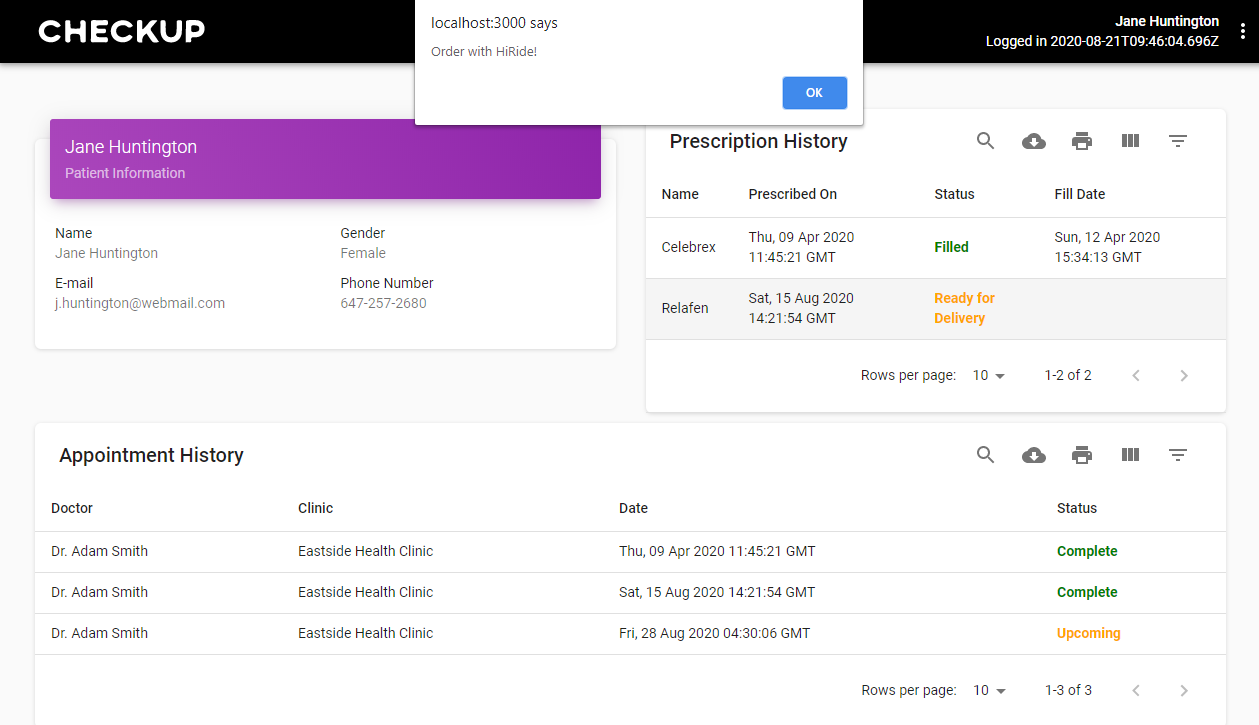 CHECKUP
localhost:3000 says
Order with HiRide!
OK
Jane Huntington
Logged in 2020-08-21T09:46:04.696Z
Jane Huntington
Patient Information
Name
Jane Huntington
Gender
Female
E-mail
j.huntington@webmail.com
Phone Number
647-257-2680
Prescription History
Name Prescribed On Status Fill Date
Celebrex Thu, 09 Apr 2020 11:45:21 GMT Filled Sun, 12 Apr 2020 15:34:13 GMT
Relafen Sat, 15 Aug 2020 14:21:54 GMT Ready for Delivery
Rows per page: 10 1-2 of 2
Appointment History
Doctor Clinic Date Status
Dr. Adam Smith Eastside Health Clinic Thu, 09 Apr 2020 11:45:21 GMT Complete
Dr. Adam Smith Eastside Health Clinic Sat, 15 Aug 2020 14:21:54 GMT Complete
Dr. Adam Smith Eastside Health Clinic Fri, 28 Aug 2020 04:30:06 GMT Upcoming
Rows per page: 10 1-3 of 3